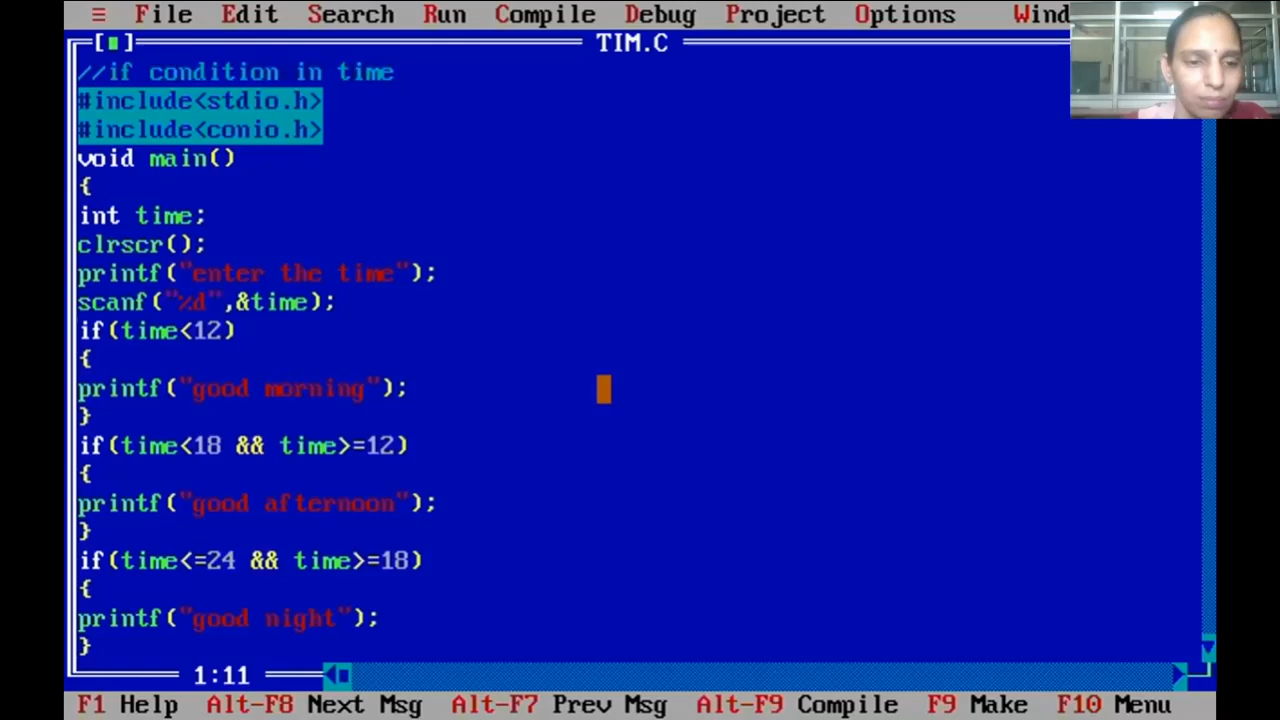 ≡ File Edit Search Run Compile Debug Project Options Wind
TIM.C
//if condition in time
#include<stdio.h>
#include<conio.h>
void main()
{
int time;
clrscr();
printf("enter the time");
scanf("%d",&time);
if(time<12)
{
printf("good morning");
}
if(time<18 && time>=12)
{
printf("good afternoon");
}
if(time<=24 && time>=18)
{
printf("good night");
}
1:11
F1 Help Alt-F8 Next Msg Alt-F7 Prev Msg Alt-F9 Compile F9 Make F10 Menu